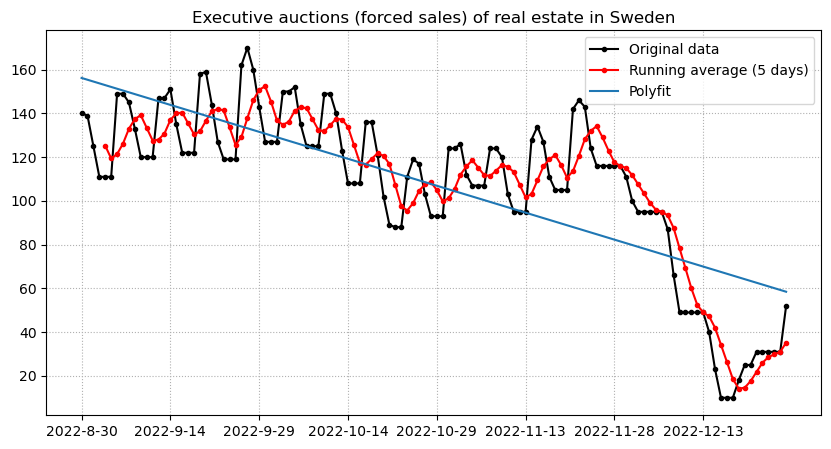 Executive auctions (forced sales) of real estate in Sweden
Original data
Running average (5 days)
Polyfit
160
140
120
100
80
60
40
20
2022-8-30 2022-9-14 2022-9-29 2022-10-14 2022-10-29 2022-11-13 2022-11-28 2022-12-13